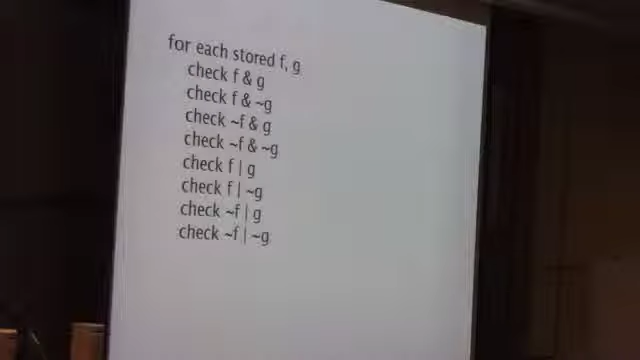 for each stored f, g
check f & g
check f & ~g
check ~f & g
check ~f & ~g
check f | g
check f | ~g
check ~f | g
check ~f | ~g